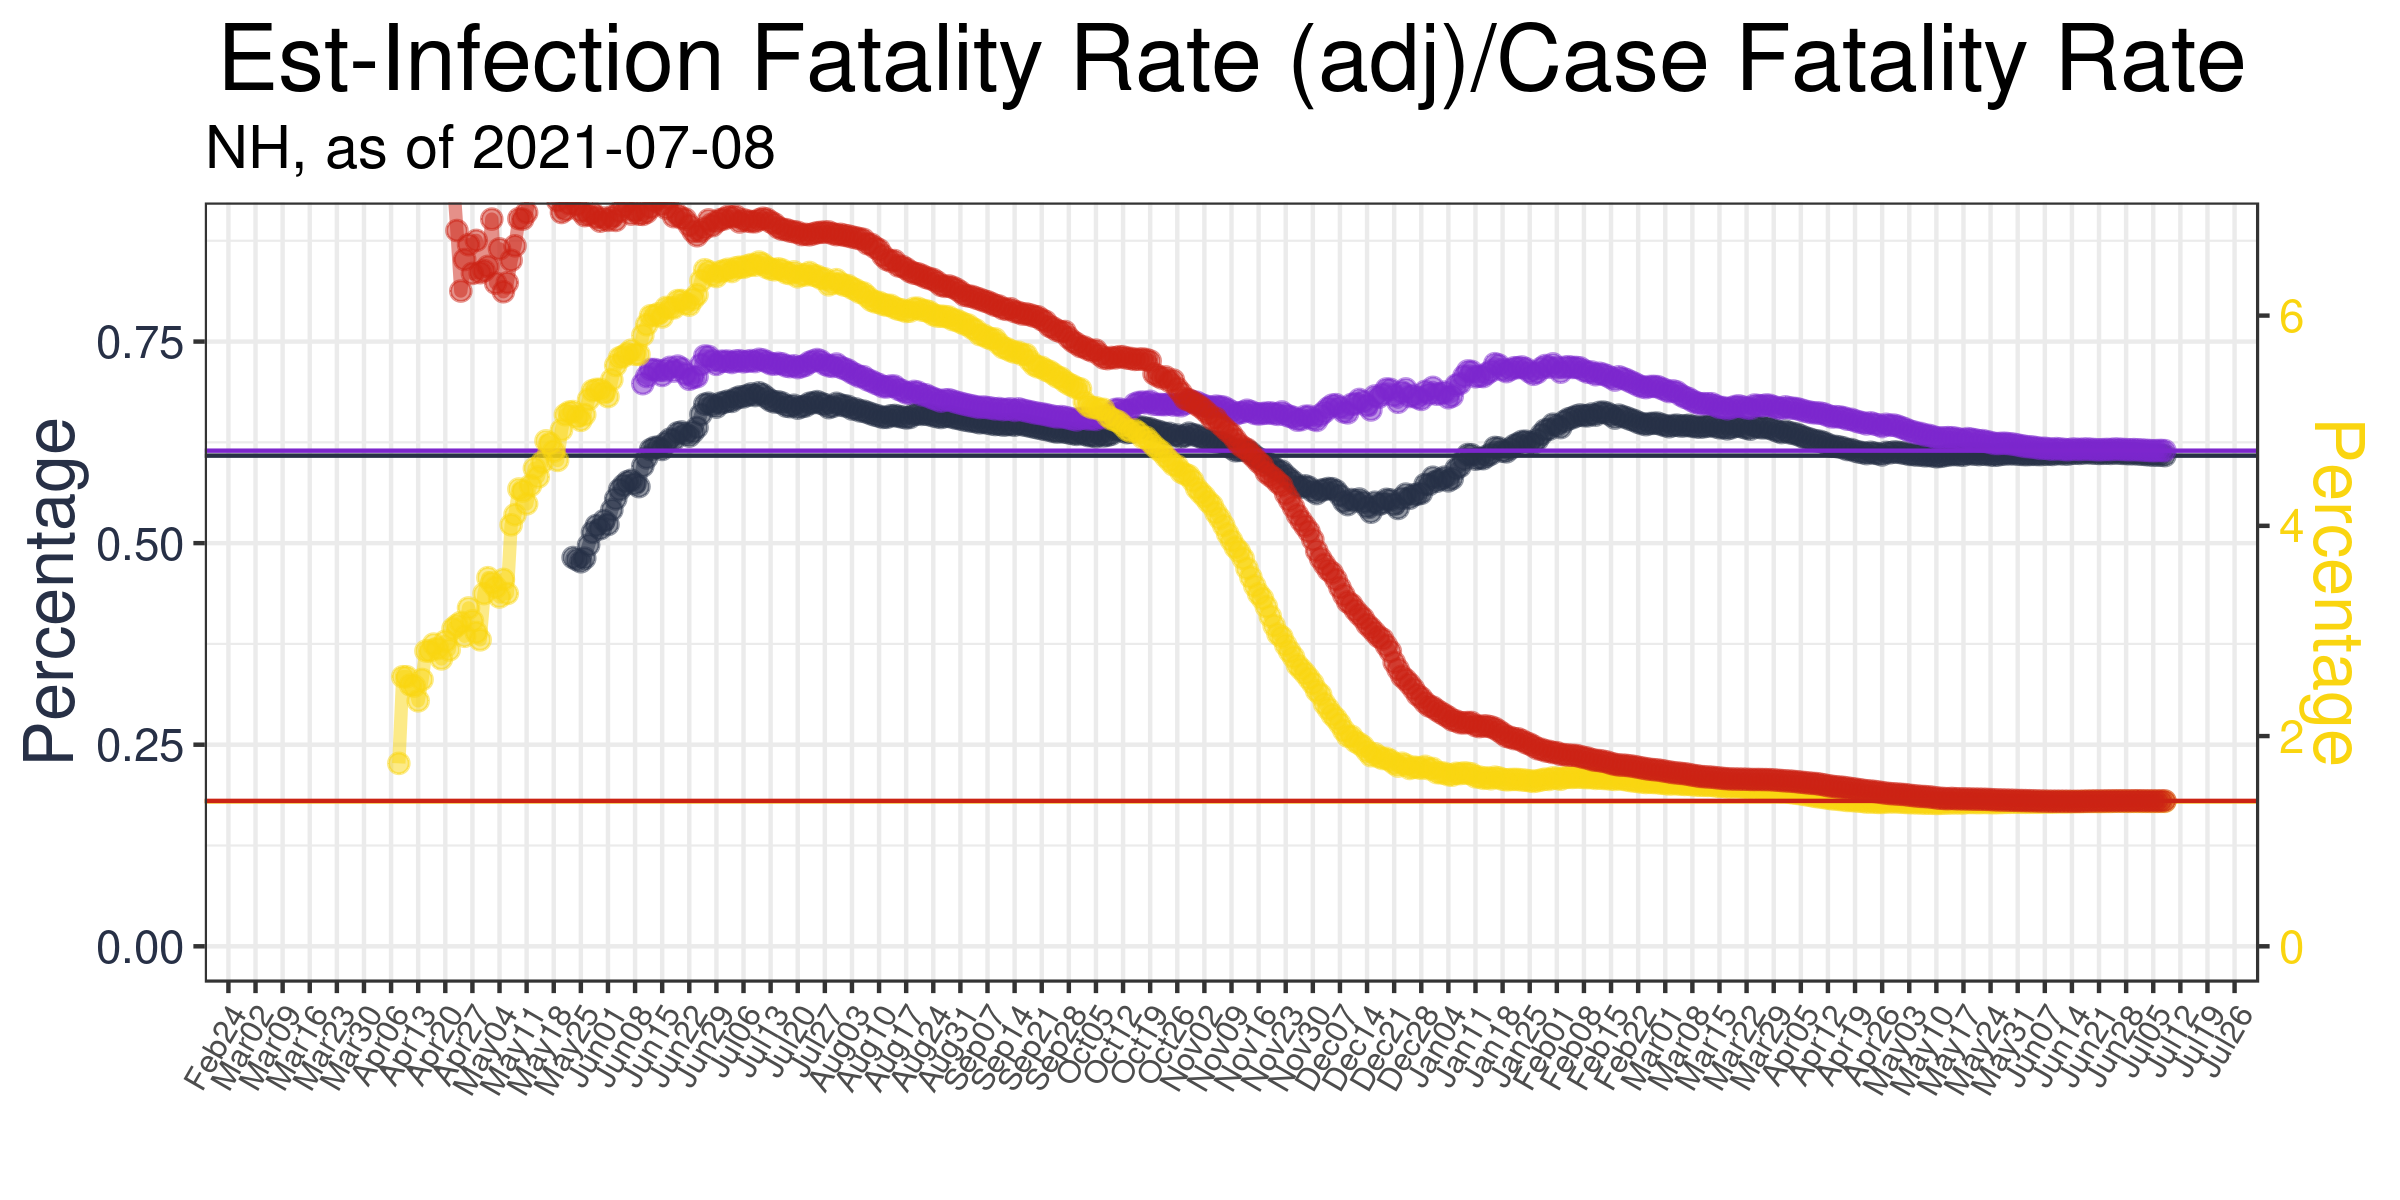 Est-Infection Fatality Rate (adj)/Case Fatality Rate
NH, as of 2021-07-08
Percentage
0.75
0.50
0.25
0.00
6
4
2
0
Percentage
Feb24
Mar02
Mar09
Mar16
Mar23
Mar30
Apr06
Apr13
Apr20
Apr27
May04
May11
May18
May25
Jun01
Jun08
Jun15
Jun22
Jun29
Jul06
Jul13
Jul20
Jul27
Aug03
Aug10
Aug17
Aug24
Aug31
Sep07
Sep14
Sep21
Sep28
Oct05
Oct12
Oct19
Oct26
Nov02
Nov09
Nov16
Nov23
Nov30
Dec07
Dec14
Dec21
Dec28
Jan04
Jan11
Jan18
Jan25
Feb01
Feb08
Feb15
Feb22
Mar01
Mar08
Mar15
Mar22
Mar29
Apr05
Apr12
Apr19
Apr26
May03
May10
May17
May24
May31
Jun07
Jun14
Jun21
Jun28
Jul05
Jul12
Jul19
Jul26